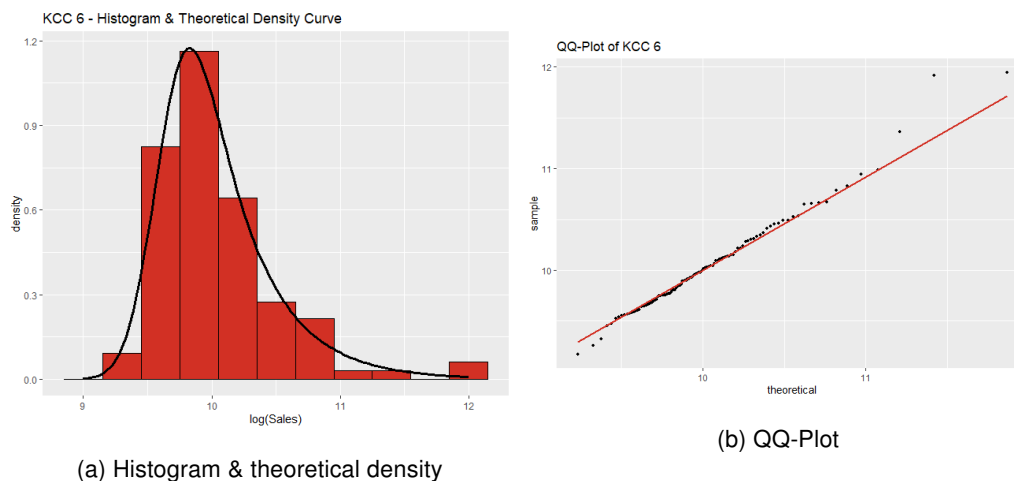 KCC 6 - Histogram & Theoretical Density Curve
1.2
0.9
0.6
0.3
0.0
density
9
10
11
12
log(Sales)
(a) Histogram & theoretical density
QQ-Plot of KCC 6
12
11
10
sample
10
11
theoretical
(b) QQ-Plot